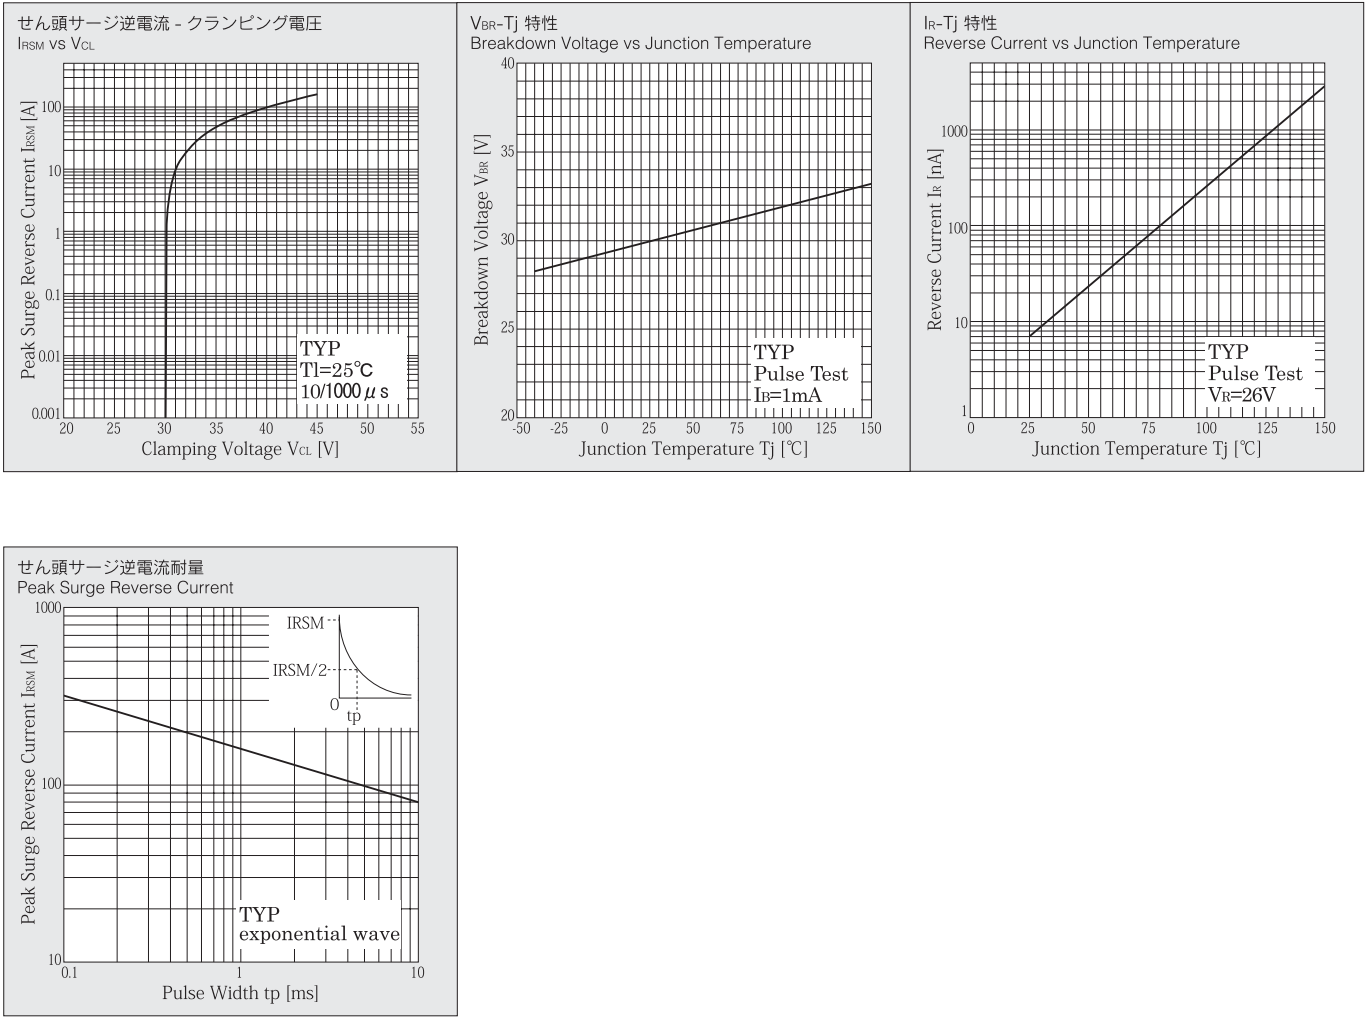 せん頭サージ逆電流 - クランピング電圧
IRSM vs VCL
Peak Surge Reverse Current IRSM [A]
100
10
1
0.1
0.01
0.001
TYP
Tl=25℃
10/1000μs
20 25 30 35 40 45 50 55
Clamping Voltage VCL [V]
VBR-Tj 特性
Breakdown Voltage vs Junction Temperature
Breakdown Voltage VBR [V]
40
35
30
25
20
TYP
Pulse Test
IB=1mA
-50 -25 0 25 50 75 100 125 150
Junction Temperature Tj [℃]
IR-Tj 特性
Reverse Current vs Junction Temperature
Reverse Current IR [nA]
1000
100
10
1
TYP
Pulse Test
VR=26V
0 25 50 75 100 125 150
Junction Temperature Tj [℃]
せん頭サージ逆電流耐量
Peak Surge Reverse Current
Peak Surge Reverse Current IRSM [A]
1000
100
10
IRSM
IRSM/2
0
tp
TYP
exponential wave
0.1 1 10
Pulse Width tp [ms]